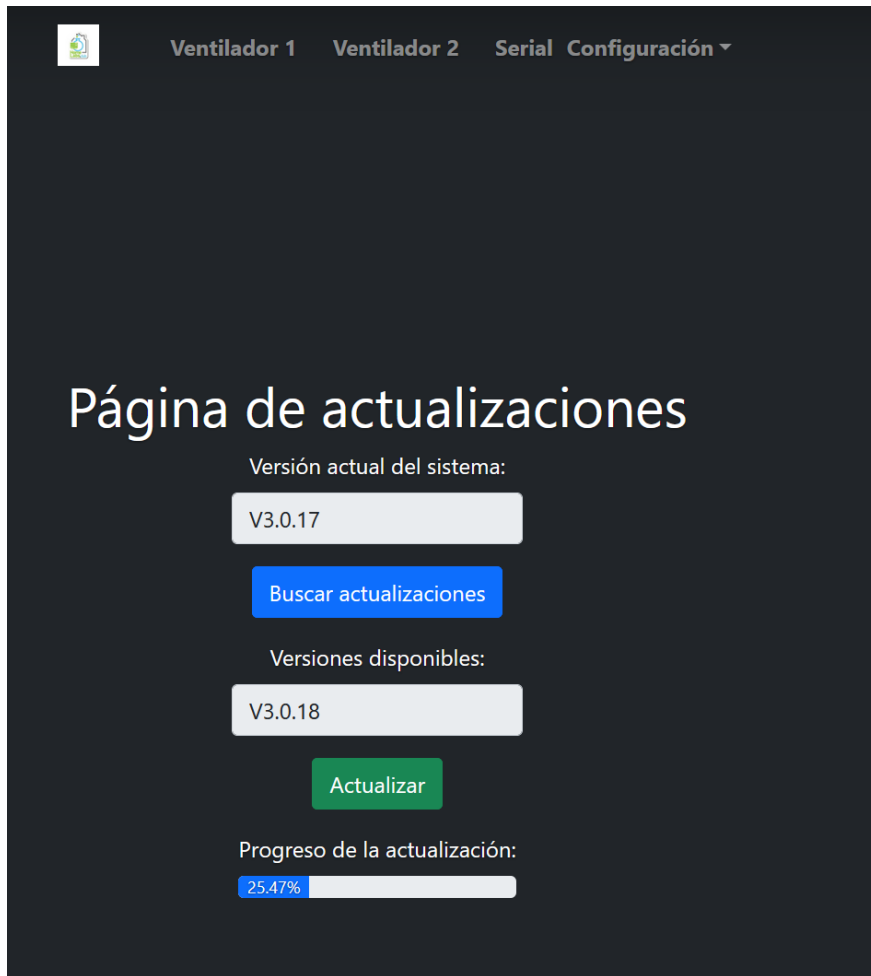 Ventilador 1 Ventilador 2 Serial Configuración
Página de actualizaciones
Versión actual del sistema:
V3.0.17
Buscar actualizaciones
Versiones disponibles:
V3.0.18
Actualizar
Progreso de la actualización:
25.47%